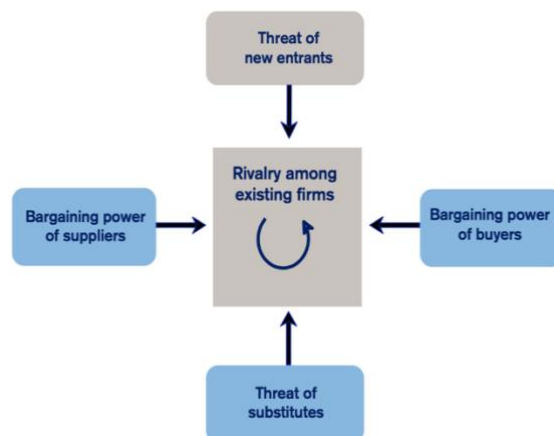 Threat of
new entrants
Rivalry among
existing firms
Bargaining power
of suppliers
Bargaining power
of buyers
Threat of
substitutes